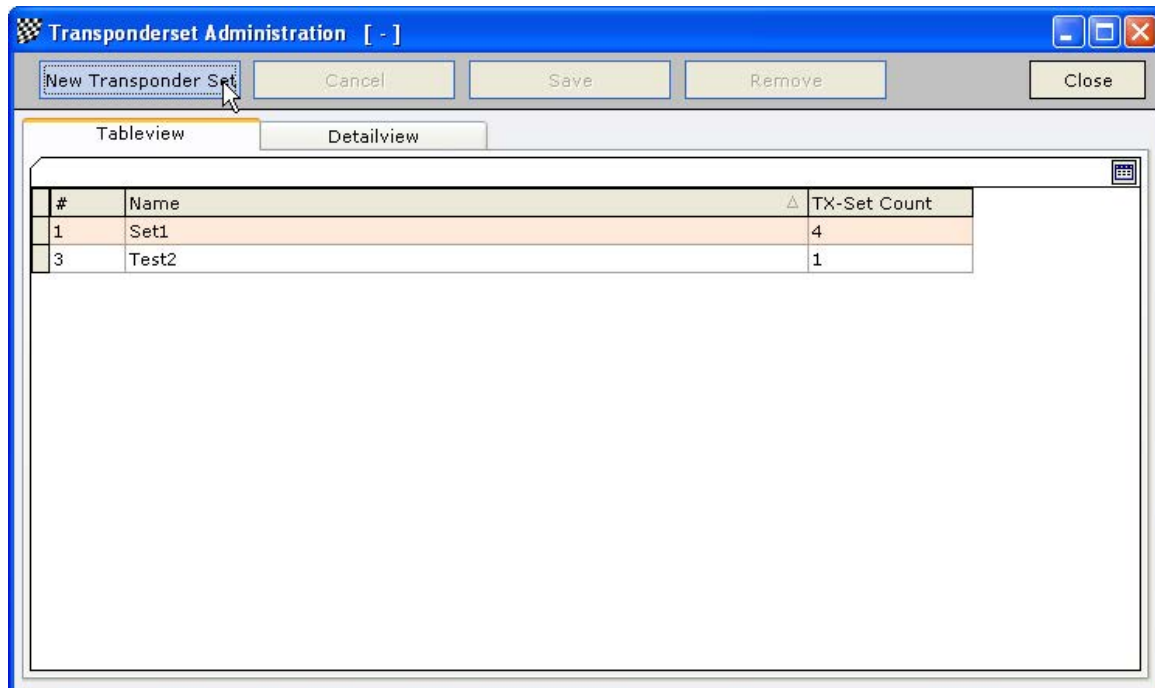 Transponderset Administration [ - ]
New Transponder Set Cancel Save Remove Close
Tableview Detailview
# Name TX-Set Count
1 Set1 4
3 Test2 1